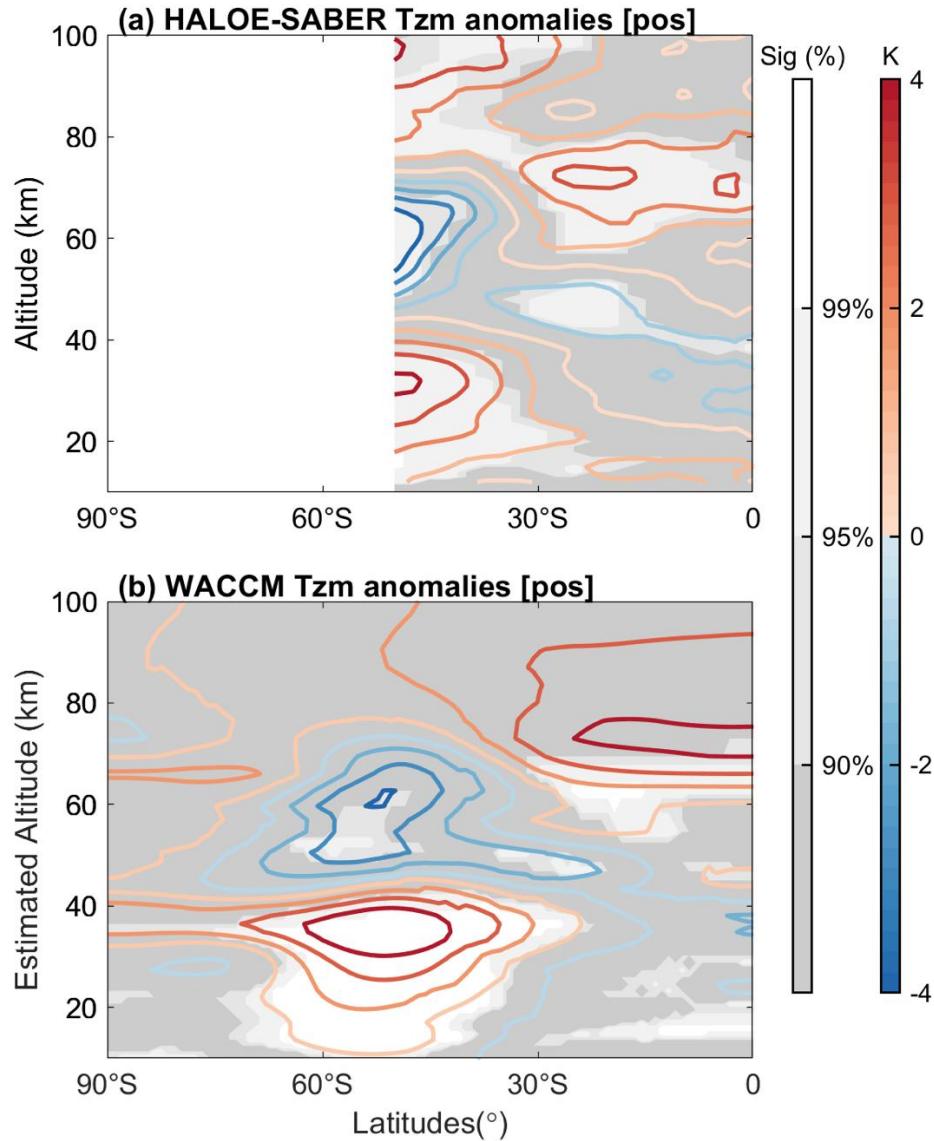 (a) HALOE-SABER Tzm anomalies [pos]
Sig (%)
K
100
80
60
40
20
Altitude (km)
90°S
60°S
30°S
0
(b) WACCM Tzm anomalies [pos]
100
80
60
40
20
Estimated Altitude (km)
90°S
60°S
30°S
0
Latitudes(°)
99%
95%
90%
4
2
0
-2
-4